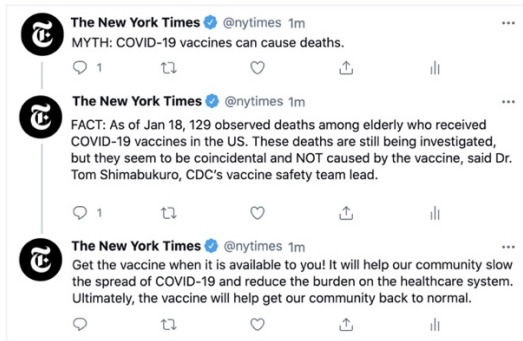 The New York Times @nytimes 1m
MYTH: COVID-19 vaccines can cause deaths.
1
The New York Times @nytimes 1m
FACT: As of Jan 18, 129 observed deaths among elderly who received
COVID-19 vaccines in the US. These deaths are still being investigated,
but they seem to be coincidental and NOT caused by the vaccine, said Dr.
Tom Shimabukuro, CDC's vaccine safety team lead.
1
The New York Times @nytimes 1m
Get the vaccine when it is available to you! It will help our community slow
the spread of COVID-19 and reduce the burden on the healthcare system.
Ultimately, the vaccine will help get our community back to normal.